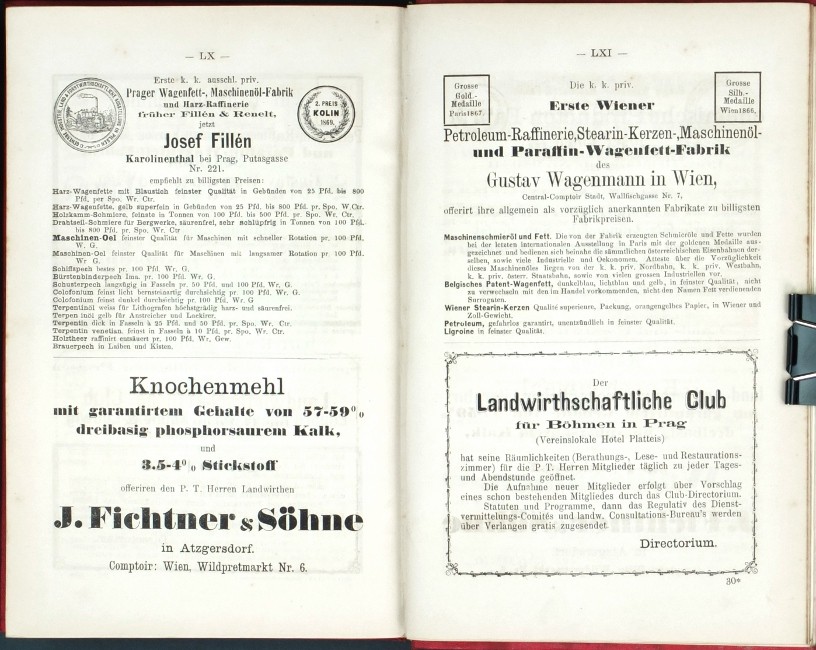 — LX —
Erste k. k. ausschl. priv.
Prager Wagenfett-, Maschinenöl-Fabrik
und Harz-Raffinerie
früher Fillén & Renelt,
jetzt
Josef Fillén
Karolinenthal bei Prag, Putasgasse
Nr. 221.
2. PREIS
KOLIN
1869.
empfiehlt zu billigsten Preisen:
Harz-Wagenfette mit Blaustich feinster Qualität in Gebünden von 25 Pfd. bis 800
Pfd. per Spo. Wr. Ctr.
Harz-Wagenfette, gelb superfein in Gebünden von 25 Pfd. bis 800 Pfd. pr. Spo. W.Ctr.
Holzkamm-Schmiere, feinste in Tonnen von 100 Pfd. bis 500 Pfd. pr. Spo. Wr. Ctr.
Drahtseil-Schmiere für Bergwerke, säurenfrei, sehr schlüpfrig in Tonnen von 100 Pfd.
bis 800 Pfd. pr. Spo. Wr. Ctr
Maschinen-Oel feinster Qualität für Maschinen mit schneller Rotation pr. 100 Pfd.
W. G.
Maschinen-Oel feinster Qualität für Maschinen mit langsamer Rotation pr 100 Pfd.
Wr G.
Schiffspech bestes pr. 100 Pfd. Wr. G.
Bürstenbinderpech Ima. pr. 100 Pfd. Wr. G.
Schusterpech langzügig in Fasseln pr. 50 Pfd. und 100 Pfd. Wr. G.
Colofonium feinst licht bernsteinartig durchsichtig pr. 100 Pfd. Wr. G.
Colofonium feine dunkel durchsichtig pr. 100 Pfd. Wr. G
Terpentinöl weiss für Lithografen höchstgrädig harz- und säurenfrei.
Terpentinöl gelb für Anstreicher und Lackirer.
Terpentin dick in Fasseln à 25 Pfd. und 50 Pfd. pr. Spo. Wr. Ctr.
Terpentin venetian. feinst in Fasseln à 10 Pfd. pr. Spo. Wr. Ctr.
Holztheer raffinirt entsäuert pr. 100 Pfd. Wr. Gew.
Brauerpech in Laiben und Kisten.
Knochenmehl
mit garantirtem Gehalte von 57-59%
dreibasig phosphorsaurem Kalk,
und
3.5-4% Stickstoff
offeriren den P. T. Herren Landwirthen
J. Fichtner & Söhne
in Atzgersdorf.
Comptoir: Wien, Wildpretmarkt Nr. 6.
— LXI —
Grosse
Gold.-
Medaille
Paris 1867.
Die k. k. priv.
Erste Wiener
Grosse
Silb.-
Medaille
Wien 1866.
Petroleum-Raffinerie, Stearin-Kerzen-, Maschinenöl-
und Paraffin-Wagenfett-Fabrik
des
Gustav Wagenmann in Wien,
Central-Comptoir Stadt, Wallfischgasse Nr. 7,
offerirt ihre allgemein als vorzüglich anerkannten Fabrikate zu billigsten
Fabrikpreisen.
Maschinenschmieröl und Fett. Die von der Fabrik erzeugten Schmieröle und Fette wurden
bei der letzten internationalen Ausstellung in Paris mit der goldenen Medaille aus-
gezeichnet und bedienen sich beinahe die sämmtlichen österreichischen Eisenbahnen der-
selben, sowie viele Industrielle und Oekonomen. Atteste über die Vorzüglichkeit
dieses Maschinenöles liegen von der k. k. priv. Nordbahn, k. k. priv. Westbahn,
k. k. priv. österr. Staatsbahn, sowie von vielen grossen Industriellen vor.
Belgisches Patent-Wagenfett, dunkelblau, lichtblau und gelb, in feinster Qualität, nicht
zu verwechseln mit den im Handel vorkommenden, nicht den Namen Fett verdienenden
Surrogaten.
Wiener Stearin-Kerzen Qualité superieure, Packung, orangengelbes Papier, in Wiener und
Zoll-Gewicht.
Petroleum, gefahrlos garantirt, unentzündlich in feinster Qualität.
Ligroine in feinster Qualität.
Der
Landwirthschaftliche Club
für Böhmen in Prag
(Vereinslokale Hotel Platteis)
hat seine Räumlichkeiten (Berathungs-, Lese- und Restaurations-
zimmer) für die P. T. Herren Mitglieder täglich zu jeder Tages-
und Abendstunde geöffnet.
Die Aufnahme neuer Mitglieder erfolgt über Vorschlag
eines schon bestehenden Mitgliedes durch das Club-Directorium.
Statuten und Programme, dann das Regulativ des Dienst-
vermittelungs-Comités und landw. Consultations-Bureau's werden
über Verlangen gratis zugesendet.
Directorium.
30*